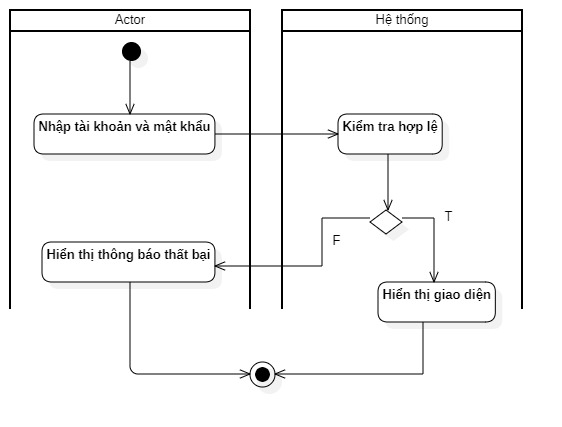 Actor
Hệ thống
Nhập tài khoản và mật khẩu
Kiểm tra hợp lệ
T
F
Hiển thị thông báo thất bại
Hiển thị giao diện